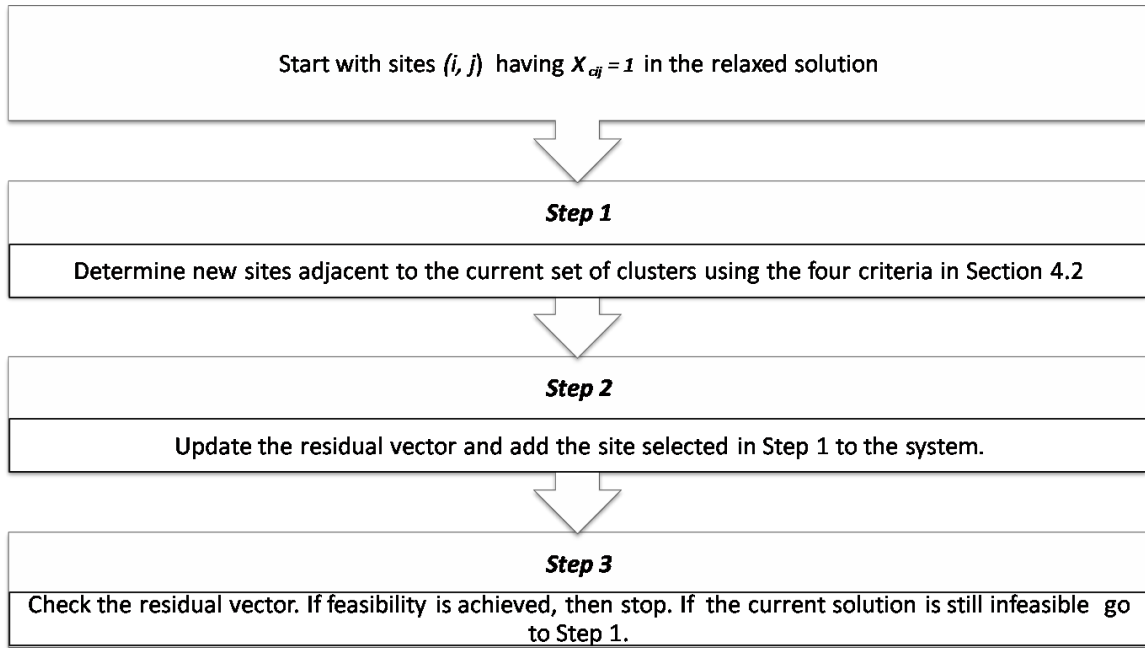 Start with sites (i, j) having X cij = 1 in the relaxed solution
Step 1
Determine new sites adjacent to the current set of clusters using the four criteria in Section 4.2
Step 2
Update the residual vector and add the site selected in Step 1 to the system.
Step 3
Check the residual vector. If feasibility is achieved, then stop. If the current solution is still infeasible go
to Step 1.